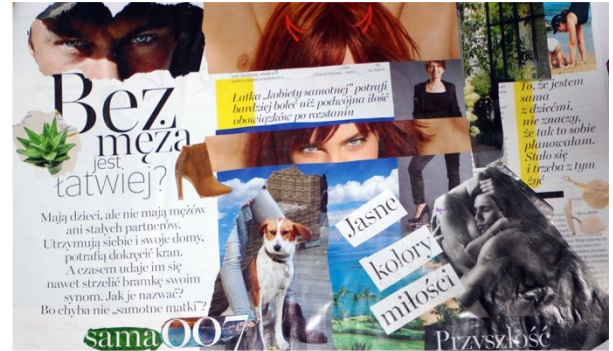 Bez
męża
jest
łatwiej?
Mają dzieci, ale nie mają mężów
ani stałych partnerów.
Utrzymują siebie i swoje domy,
potrafią dokręcić kran.
A czasem udaje im się
nawet strzelić bramkę swoim
synom. Jak je nazwać?
Bo chyba nie „samotne matki”?
sama 007
Łatka „kobiety samotnej” potrafi
bardziej boleć niż podwójna ilość
obowiązków po rozstaniu
To, że jestem
sama
z dziećmi,
nie znaczy,
że tak to sobie
planowałam.
Stało się
i trzeba z tym
żyć
Jasne
kolory
miłości
Przyszłość